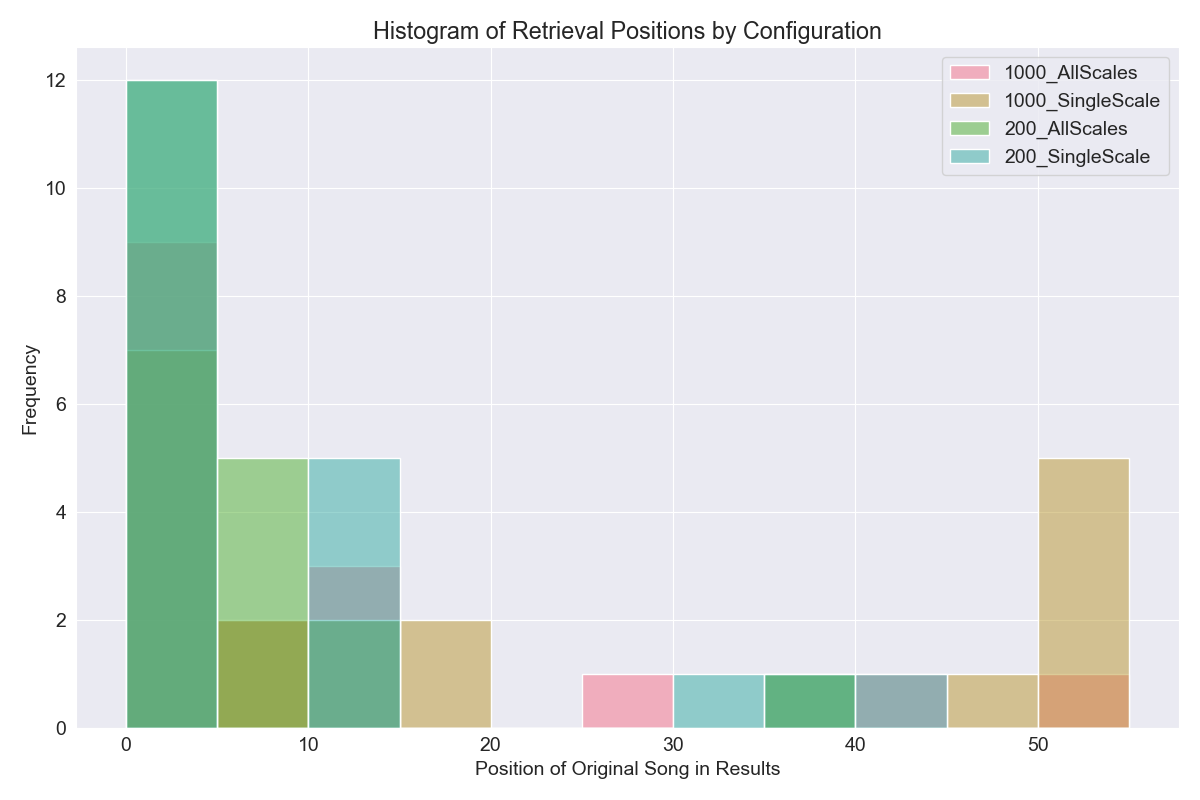 Histogram of Retrieval Positions by Configuration
1000_AllScales
1000_SingleScale
200_AllScales
200_SingleScale
Frequency
12
10
8
6
4
2
0
0 10 20 30 40 50
Position of Original Song in Results